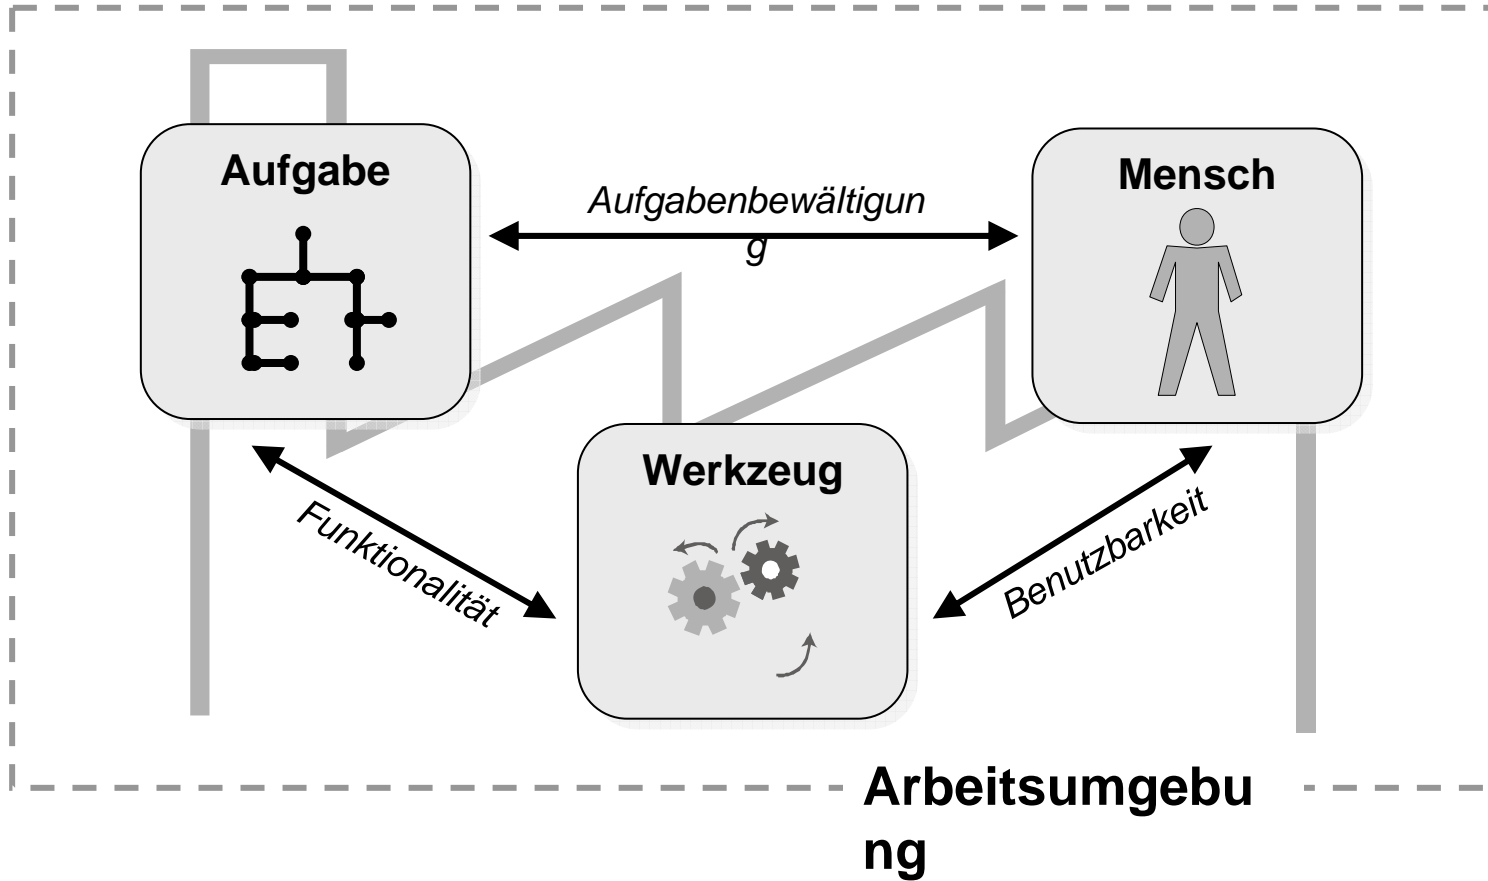 Aufgabe
Mensch
Aufgabenbewältigun
g
Werkzeug
Funktionalität
Benutzbarkeit
Arbeitsumgebu
ng